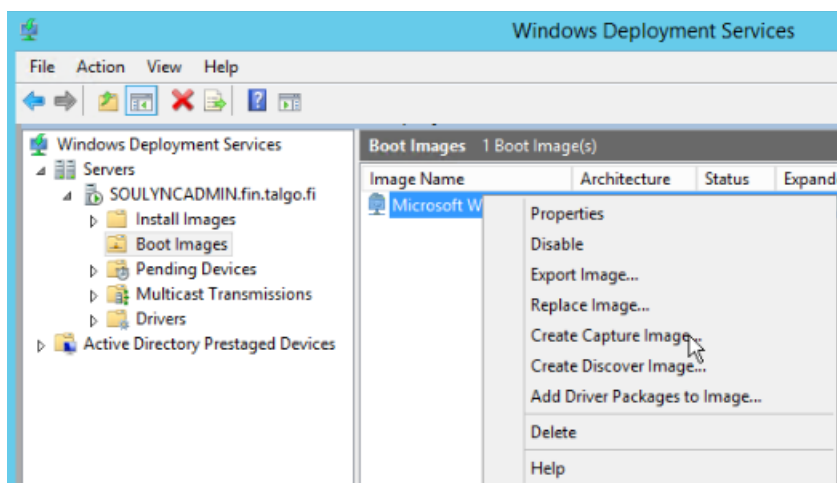 Windows Deployment Services
File Action View Help
Windows Deployment Services
Servers
SOULYNCADMIN.fin.talgo.fi
Install Images
Boot Images
Pending Devices
Multicast Transmissions
Drivers
Active Directory Prestaged Devices
Boot Images 1 Boot Image(s)
Image Name Architecture Status Expand
Microsoft W
Properties
Disable
Export Image...
Replace Image...
Create Capture Image...
Create Discover Image...
Add Driver Packages to Image...
Delete
Help